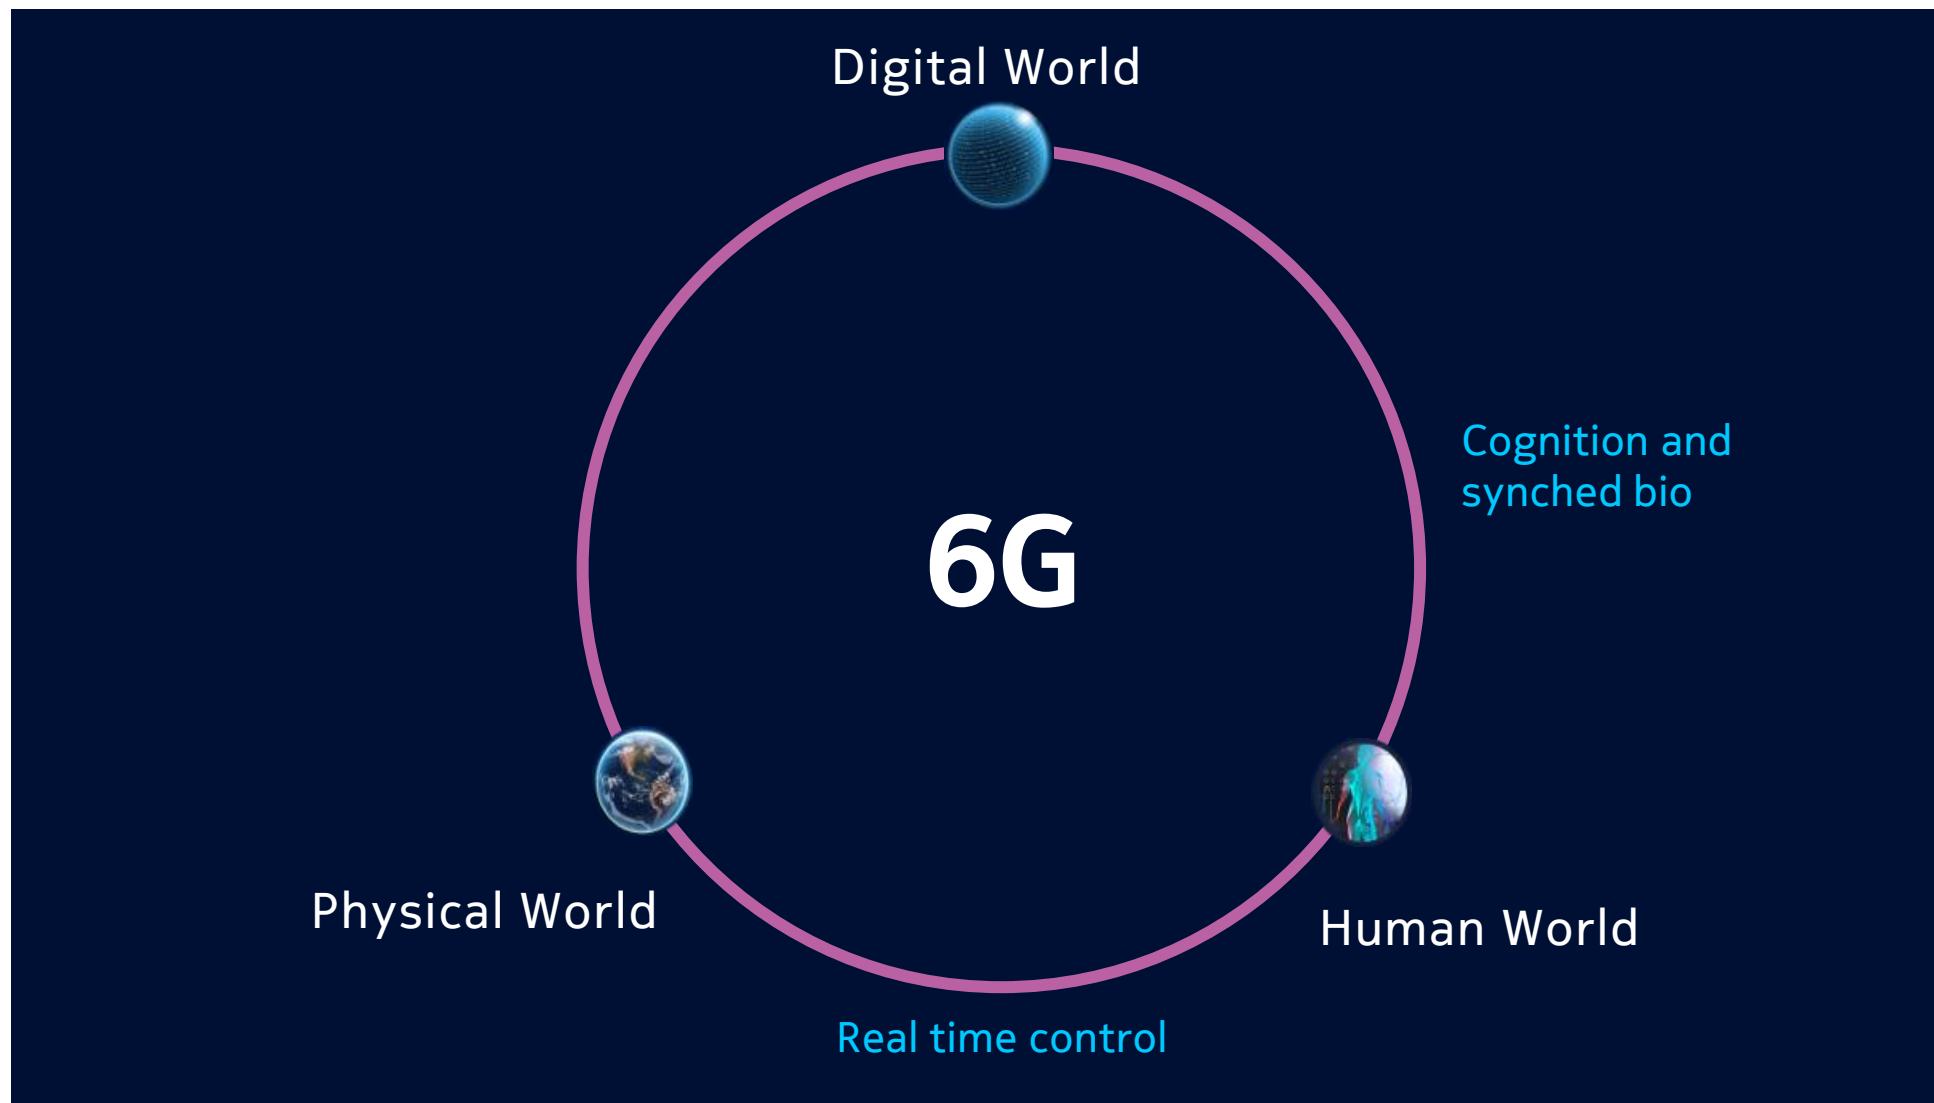 Digital World
Cognition and
synched bio
6G
Physical World
Human World
Real time control